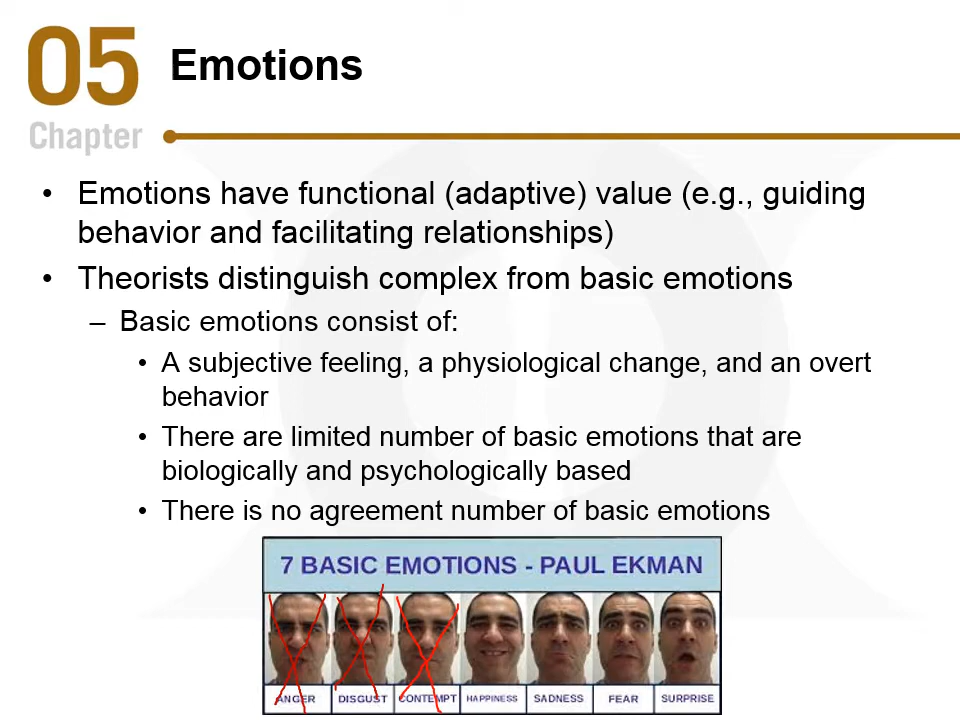 05
Emotions
Chapter
• Emotions have functional (adaptive) value (e.g., guiding
behavior and facilitating relationships)
• Theorists distinguish complex from basic emotions
– Basic emotions consist of:
• A subjective feeling, a physiological change, and an overt
behavior
• There are limited number of basic emotions that are
biologically and psychologically based
• There is no agreement number of basic emotions
7 BASIC EMOTIONS - PAUL EKMAN
ANGER DISGUST CONTEMPT HAPPINESS SADNESS FEAR SURPRISE